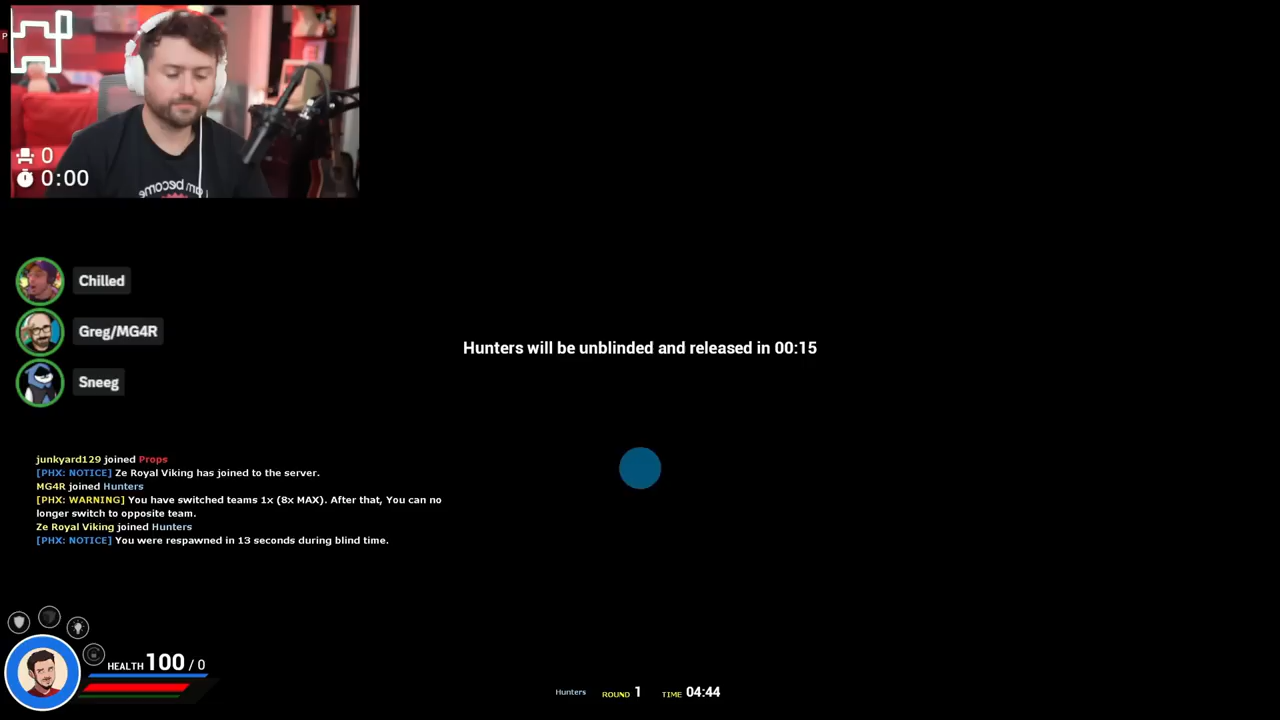 P
0
0:00
i am become
Chilled
Greg/MG4R
Sneeg
Hunters will be unblinded and released in 00:15
junkyard129 joined Props
[PHX: NOTICE] Ze Royal Viking has joined to the server.
MG4R joined Hunters
[PHX: WARNING] You have switched teams 1x (8x MAX). After that, You can no
longer switch to opposite team.
Ze Royal Viking joined Hunters
[PHX: NOTICE] You were respawned in 13 seconds during blind time.
HEALTH 100 / 0
Hunters ROUND 1 TIME 04:44